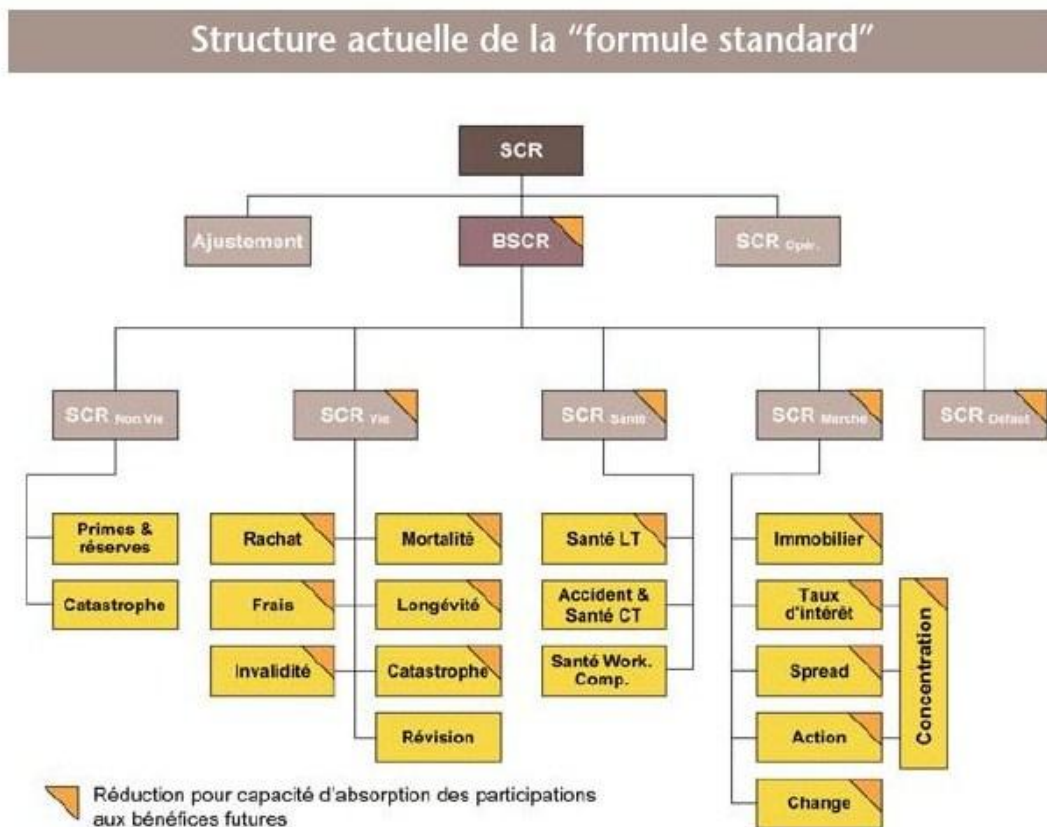 Structure actuelle de la “formule standard”
SCR
Ajustement
BSCR
SCR Opér.
SCR Non Vie
SCR Vie
SCR Santé
SCR Marché
SCR Défaut
Primes &
réserves
Catastrophe
Rachat
Frais
Invalidité
Mortalité
Longévité
Catastrophe
Révision
Santé LT
Accident &
Santé CT
Santé Work.
Comp.
Immobilier
Taux
d'intérêt
Spread
Action
Change
Concentration
Réduction pour capacité d'absorption des participations
aux bénéfices futures